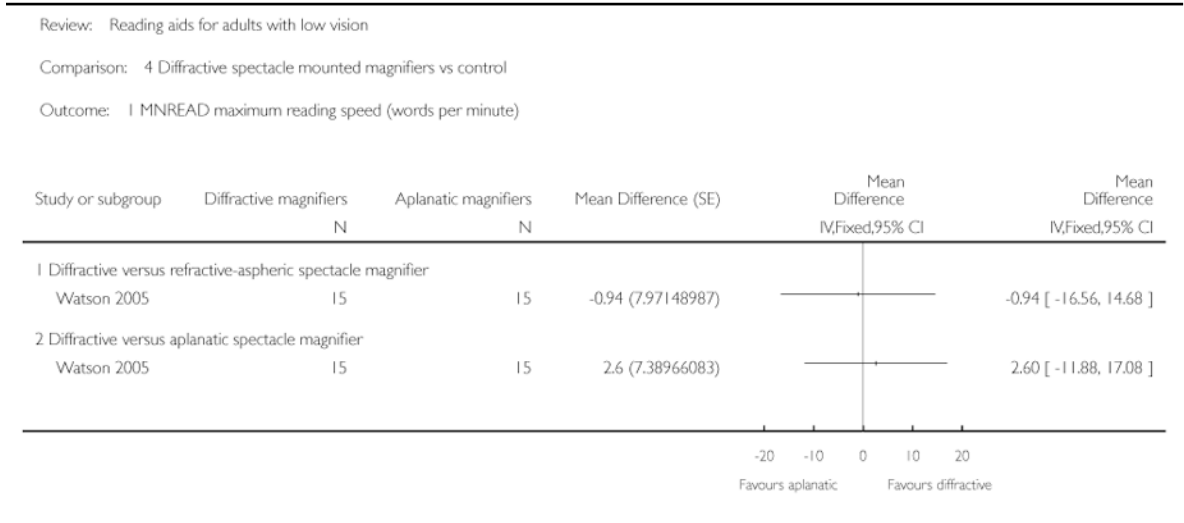 Review: Reading aids for adults with low vision
Comparison: 4 Diffractive spectacle mounted magnifiers vs control
Outcome: 1 MNREAD maximum reading speed (words per minute)
Study or subgroup Diffractive magnifiers Aplanatic magnifiers Mean Difference (SE) Mean Difference Mean Difference
N N IV,Fixed,95% CI IV,Fixed,95% CI
1 Diffractive versus refractive-aspheric spectacle magnifier
Watson 2005 15 15 -0.94 (7.97148987) -0.94 [ -16.56, 14.68 ]
2 Diffractive versus aplanatic spectacle magnifier
Watson 2005 15 15 2.6 (7.38966083) 2.60 [ -11.88, 17.08 ]
-20 -10 0 10 20
Favours aplanatic Favours diffractive